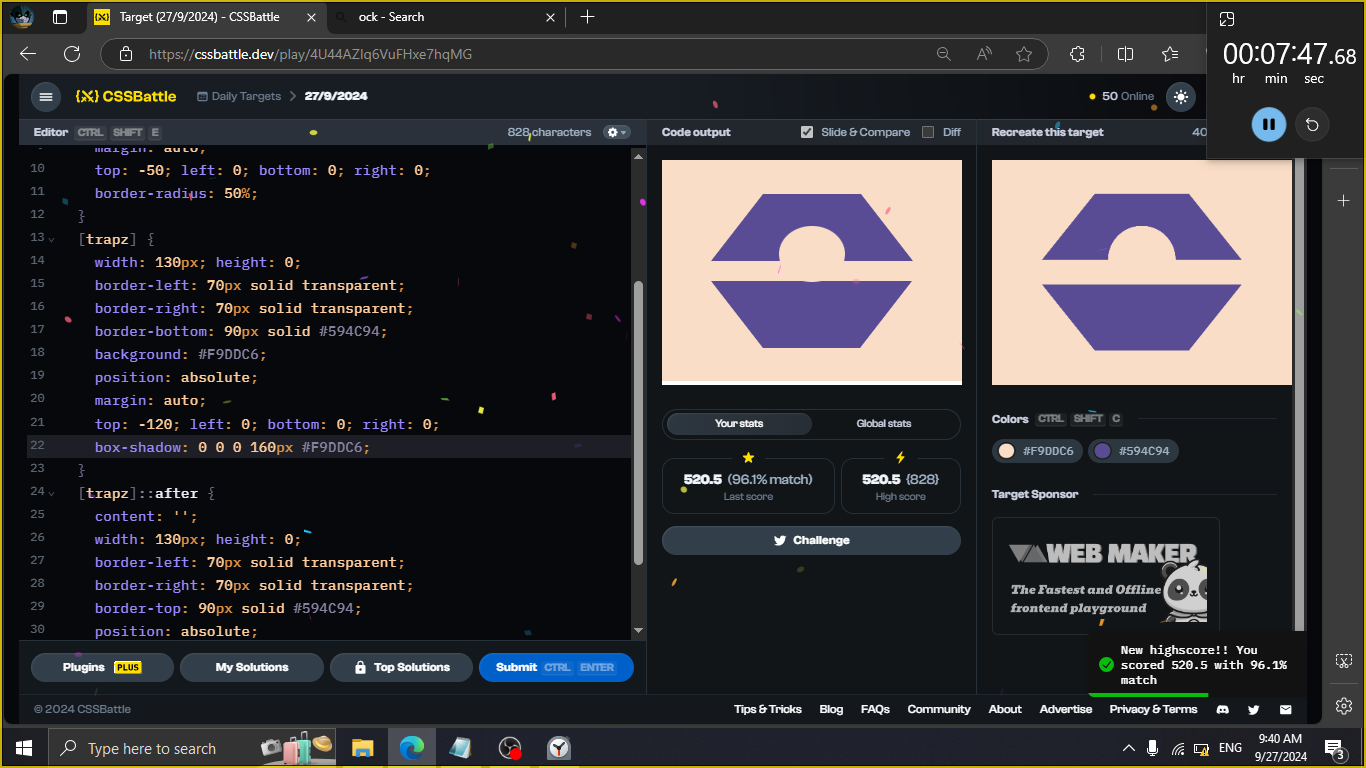 Target (27/9/2024) - CSSBattle
ock - Search
https://cssbattle.dev/play/4U44AZIq6VuFHxe7hqMG
00:07:47.68
hr min sec
{X} CSSBattle
Daily Targets > 27/9/2024
50 Online
Editor CTRL SHIFT E
828 characters
Code output
Slide & Compare
Diff
Recreate this target
40
9 margin: auto;
10 top: -50; left: 0; bottom: 0; right: 0;
11 border-radius: 50%;
12 }
13 [trapz] {
14 width: 130px; height: 0;
15 border-left: 70px solid transparent;
16 border-right: 70px solid transparent;
17 border-bottom: 90px solid #594C94;
18 background: #F9DDC6;
19 position: absolute;
20 margin: auto;
21 top: -120; left: 0; bottom: 0; right: 0;
22 box-shadow: 0 0 0 160px #F9DDC6;
23 }
24 [trapz]::after {
25 content: '';
26 width: 130px; height: 0;
27 border-left: 70px solid transparent;
28 border-right: 70px solid transparent;
29 border-top: 90px solid #594C94;
30 position: absolute;
Your stats
Global stats
520.5 (96.1% match)
Last score
520.5 {828}
High score
Challenge
Colors CTRL SHIFT C
#F9DDC6
#594C94
Target Sponsor
WEB MAKER
The Fastest and Offline
frontend playground
New highscore!! You
scored 520.5 with 96.1%
match
Plugins PLUS
My Solutions
Top Solutions
Submit CTRL ENTER
© 2024 CSSBattle
Tips & Tricks Blog FAQs Community About Advertise Privacy & Terms
Type here to search
ENG
9:40 AM
9/27/2024
3